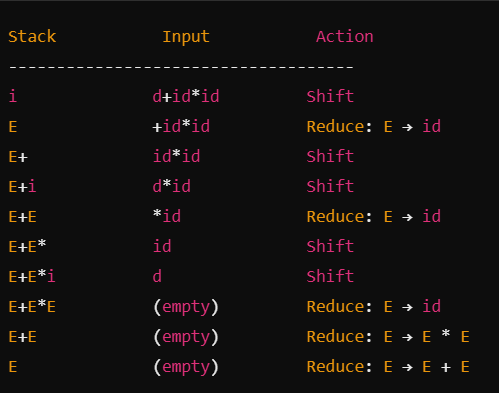 Stack Input Action
-----------------------------------
i d+id*id Shift
E +id*id Reduce: E → id
E+ id*id Shift
E+i d*id Shift
E+E *id Reduce: E → id
E+E* id Shift
E+E*i d Shift
E+E*E (empty) Reduce: E → id
E+E (empty) Reduce: E → E * E
E (empty) Reduce: E → E + E